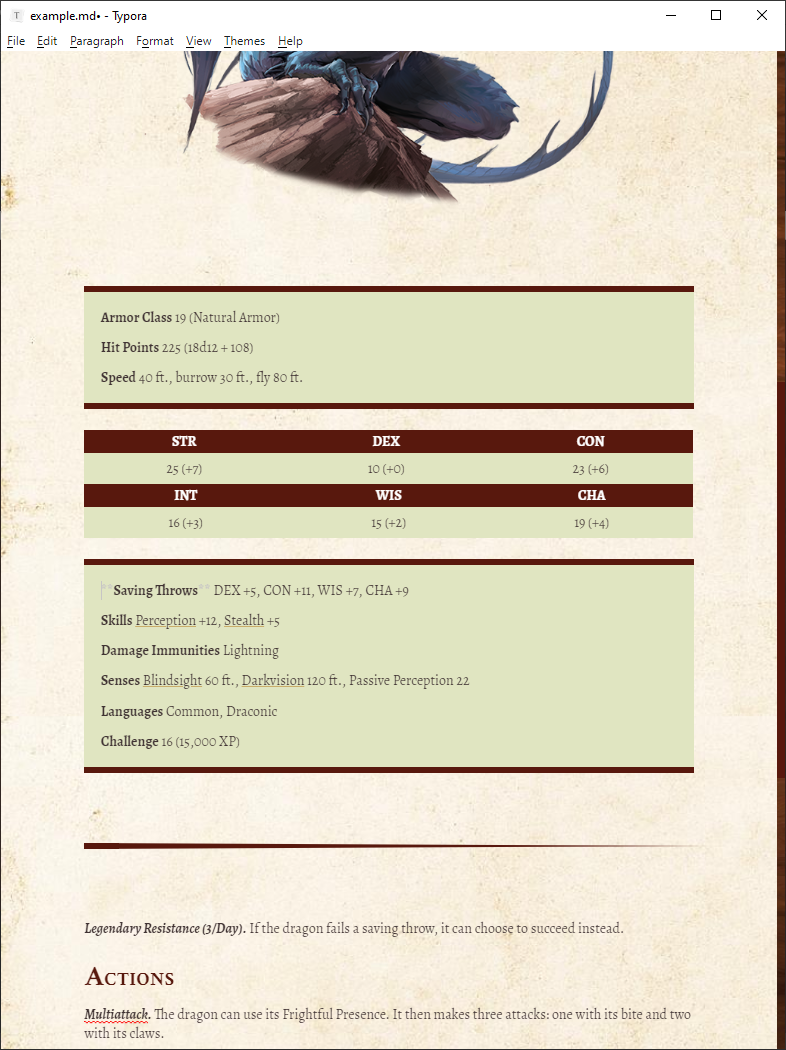 example.md• - Typora
File Edit Paragraph Format View Themes Help
Armor Class 19 (Natural Armor)
Hit Points 225 (18d12 + 108)
Speed 40 ft., burrow 30 ft., fly 80 ft.
STR DEX CON
25 (+7) 10 (+0) 23 (+6)
INT WIS CHA
16 (+3) 15 (+2) 19 (+4)
**Saving Throws** DEX +5, CON +11, WIS +7, CHA +9
Skills Perception +12, Stealth +5
Damage Immunities Lightning
Senses Blindsight 60 ft., Darkvision 120 ft., Passive Perception 22
Languages Common, Draconic
Challenge 16 (15,000 XP)
Legendary Resistance (3/Day). If the dragon fails a saving throw, it can choose to succeed instead.
Actions
Multiattack. The dragon can use its Frightful Presence. It then makes three attacks: one with its bite and two
with its claws.